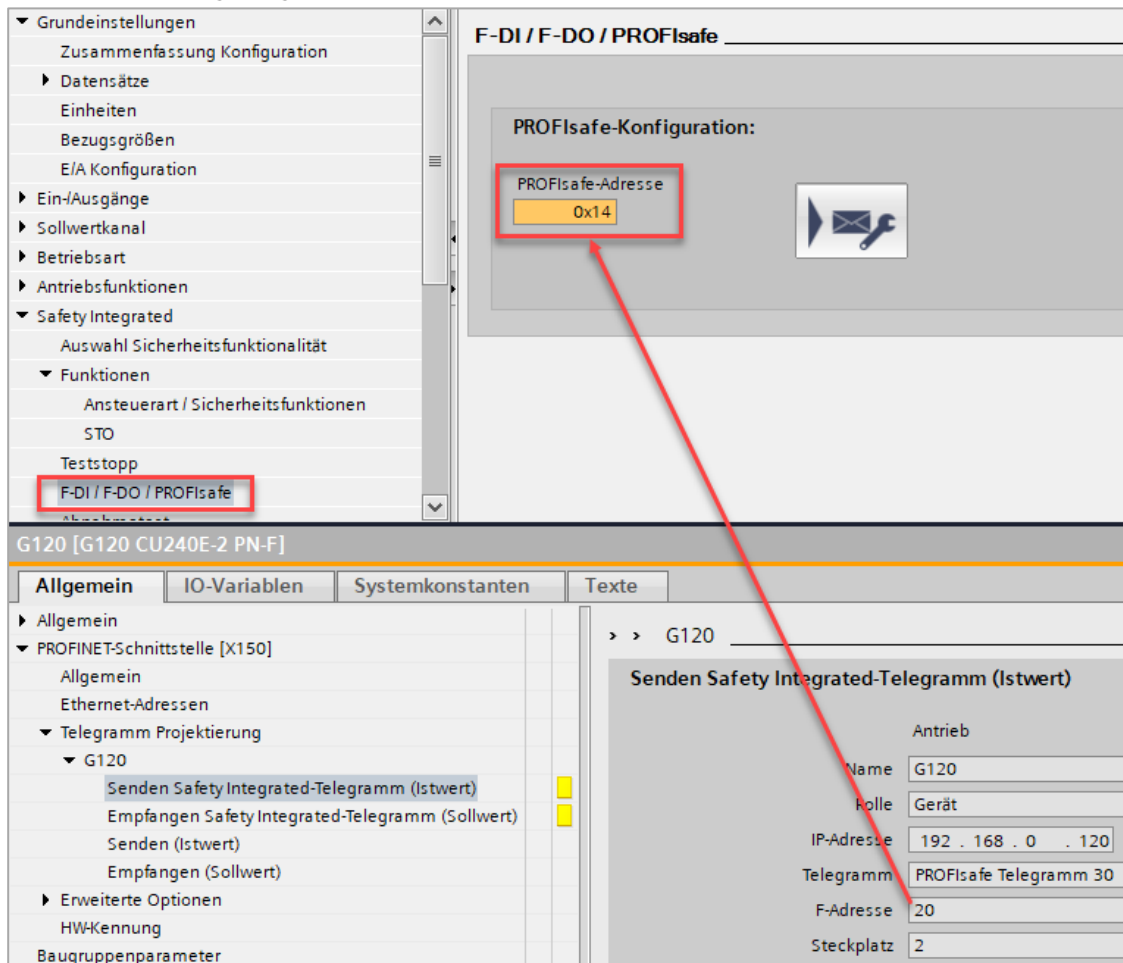 Grundeinstellungen
Zusammenfassung Konfiguration
Datensätze
Einheiten
Bezugsgrößen
E/A Konfiguration
Ein-/Ausgänge
Sollwertkanal
Betriebsart
Antriebsfunktionen
Safety Integrated
Auswahl Sicherheitsfunktionalität
Funktionen
Ansteuerart / Sicherheitsfunktionen
STO
Teststopp
F-DI / F-DO / PROFIsafe
F-DI / F-DO / PROFIsafe
PROFIsafe-Konfiguration:
PROFIsafe-Adresse
0x14
G120 [G120 CU240E-2 PN-F]
Allgemein IO-Variablen Systemkonstanten Texte
Allgemein
PROFINET-Schnittstelle [X150]
Allgemein
Ethernet-Adressen
Telegramm Projektierung
G120
Senden Safety Integrated-Telegramm (Istwert)
Empfangen Safety Integrated-Telegramm (Sollwert)
Senden (Istwert)
Empfangen (Sollwert)
Erweiterte Optionen
HW-Kennung
Baugruppenparameter
> > G120
Senden Safety Integrated-Telegramm (Istwert)
Antrieb
Name G120
Rolle Gerät
IP-Adresse 192 . 168 . 0 . 120
Telegramm PROFIsafe Telegramm 30
F-Adresse 20
Steckplatz 2